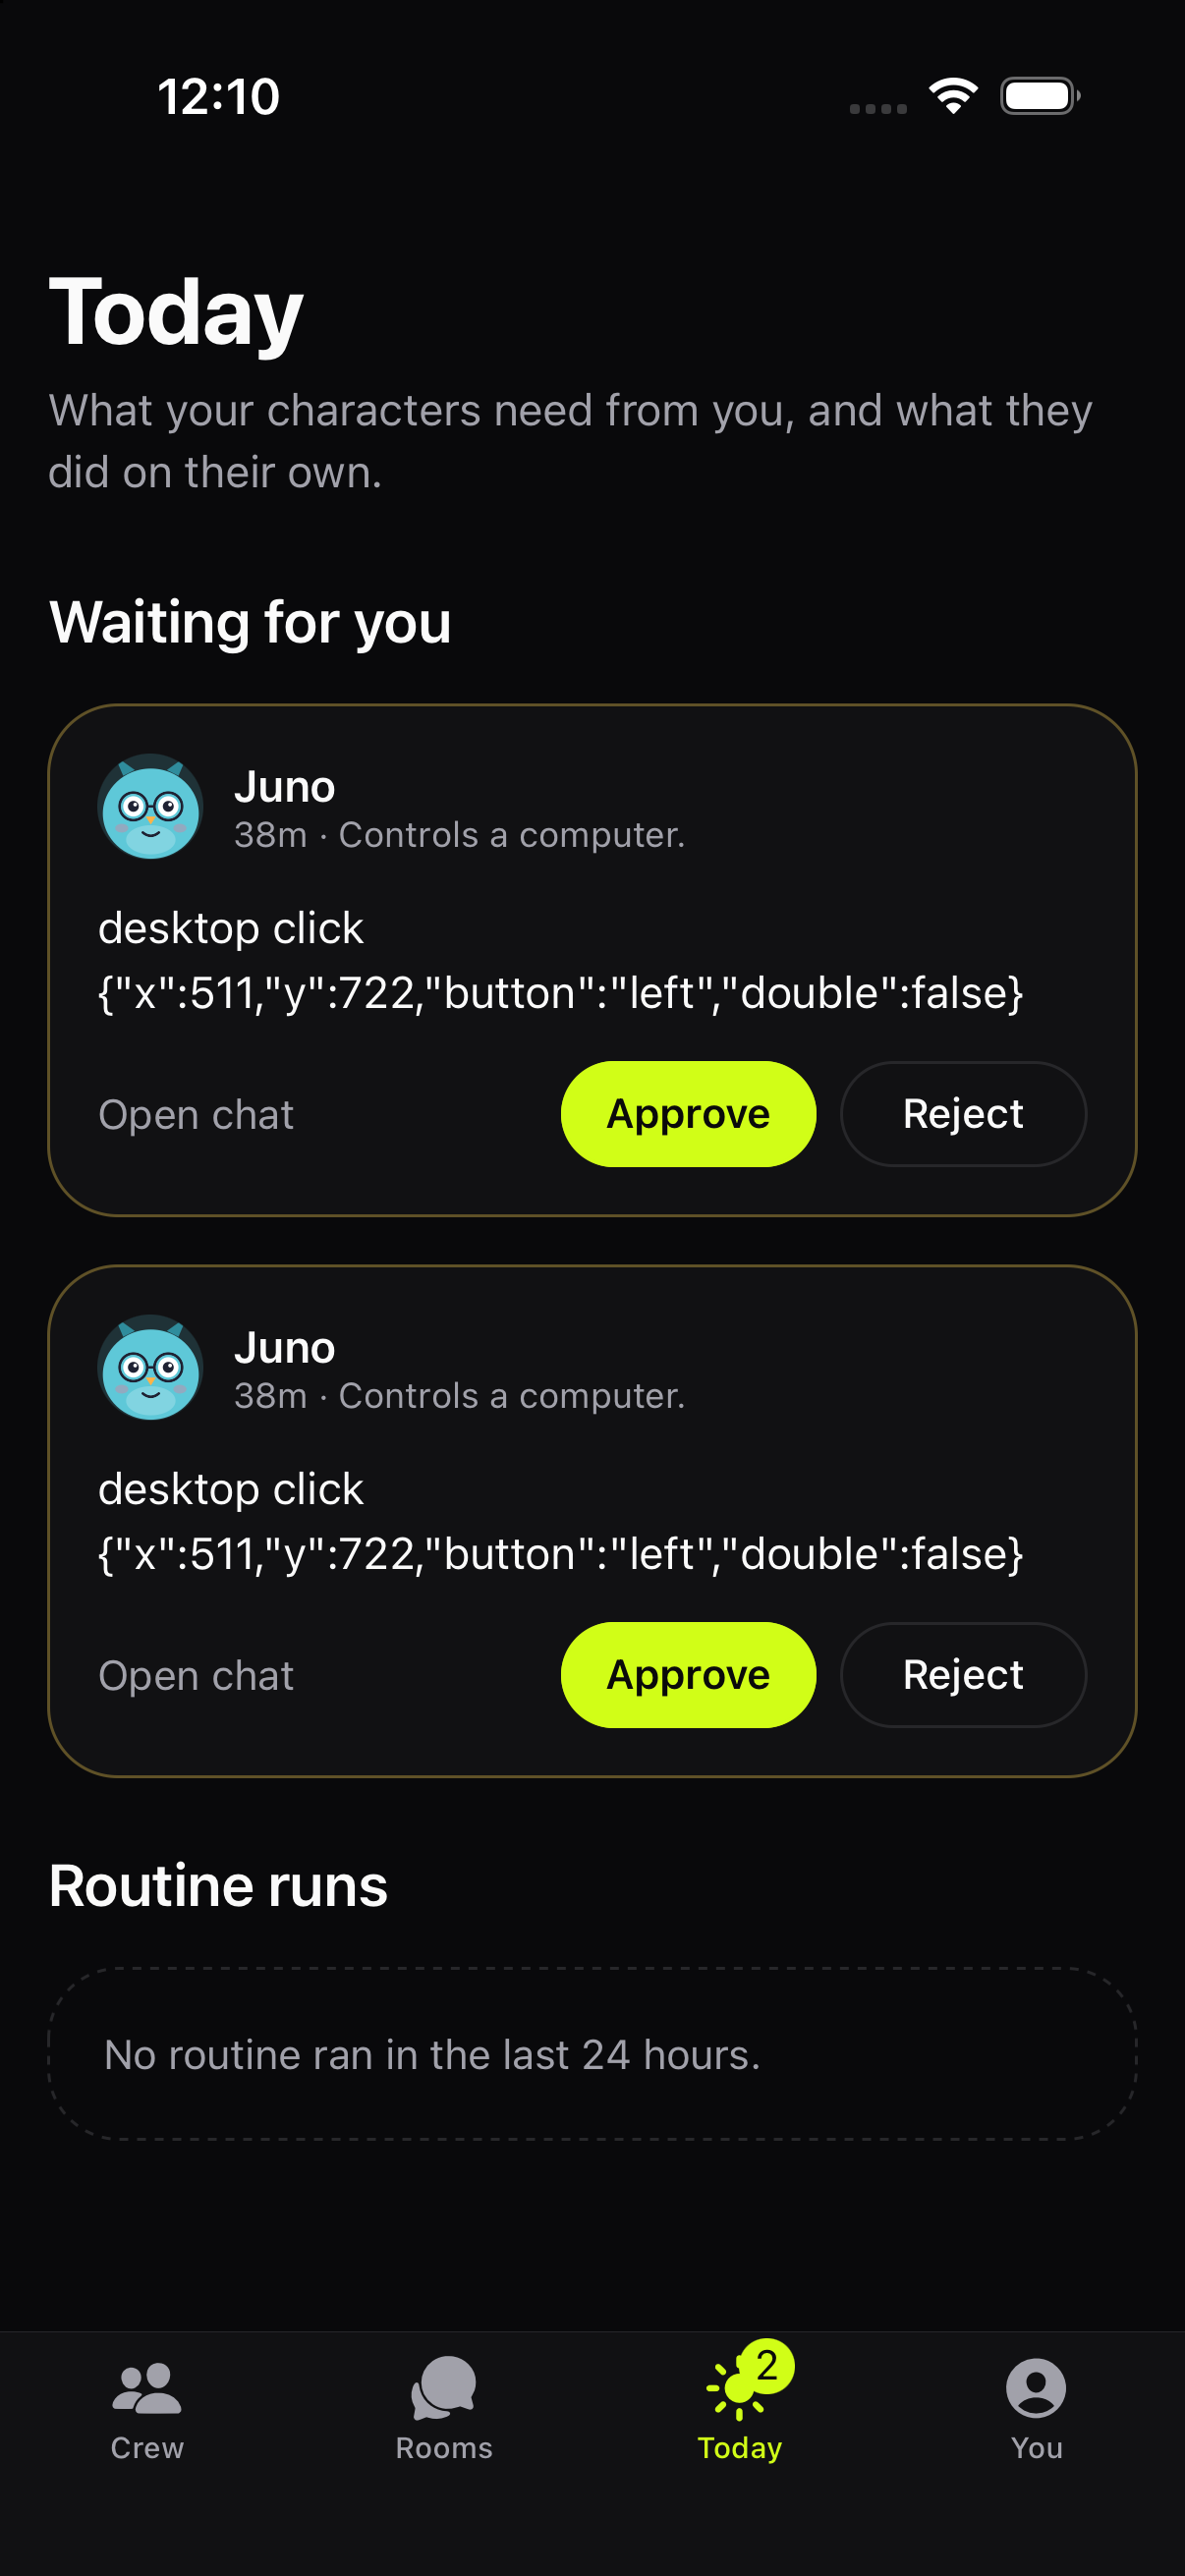 12:10
Today
What your characters need from you, and what they
did on their own.
Waiting for you
Juno
38m · Controls a computer.
desktop click
{"x":511,"y":722,"button":"left","double":false}
Open chat
Approve
Reject
Juno
38m · Controls a computer.
desktop click
{"x":511,"y":722,"button":"left","double":false}
Open chat
Approve
Reject
Routine runs
No routine ran in the last 24 hours.
2
Crew
Rooms
Today
You